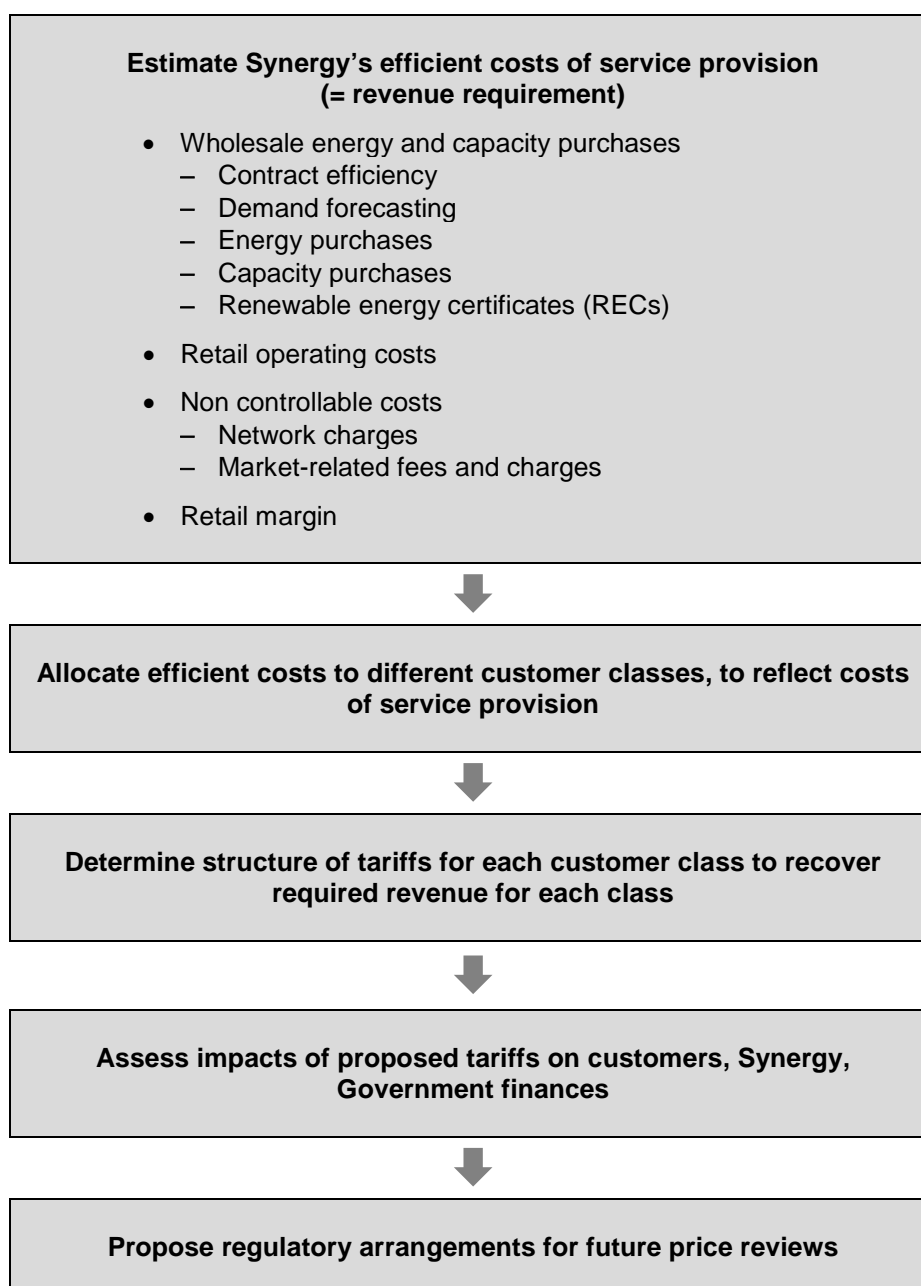 Estimate Synergy's efficient costs of service provision
(= revenue requirement)
• Wholesale energy and capacity purchases
– Contract efficiency
– Demand forecasting
– Energy purchases
– Capacity purchases
– Renewable energy certificates (RECs)
• Retail operating costs
• Non controllable costs
– Network charges
– Market-related fees and charges
• Retail margin
Allocate efficient costs to different customer classes, to reflect costs
of service provision
Determine structure of tariffs for each customer class to recover
required revenue for each class
Assess impacts of proposed tariffs on customers, Synergy,
Government finances
Propose regulatory arrangements for future price reviews